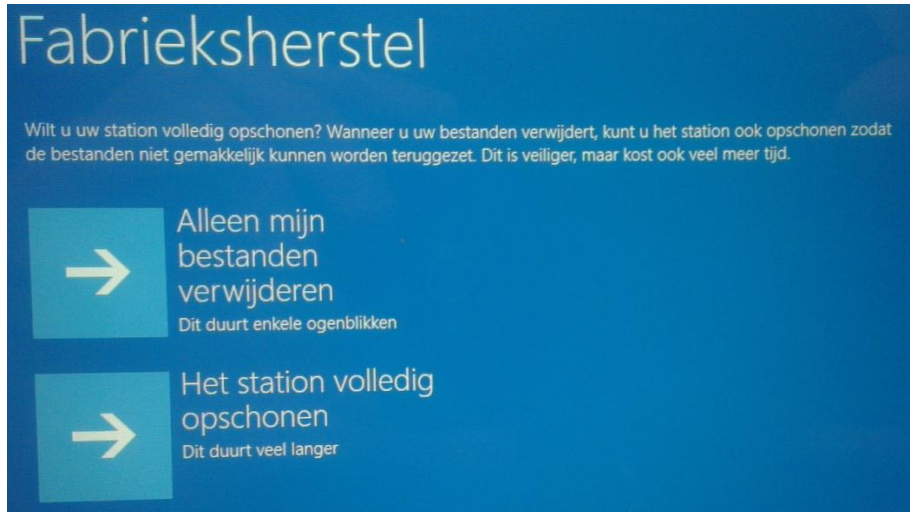 Fabrieksherstel
Wilt u uw station volledig opschonen? Wanneer u uw bestanden verwijdert, kunt u het station ook opschonen zodat
de bestanden niet gemakkelijk kunnen worden teruggezet. Dit is veiliger, maar kost ook veel meer tijd.
Alleen mijn
bestanden
verwijderen
Dit duurt enkele ogenblikken
Het station volledig
opschonen
Dit duurt veel langer